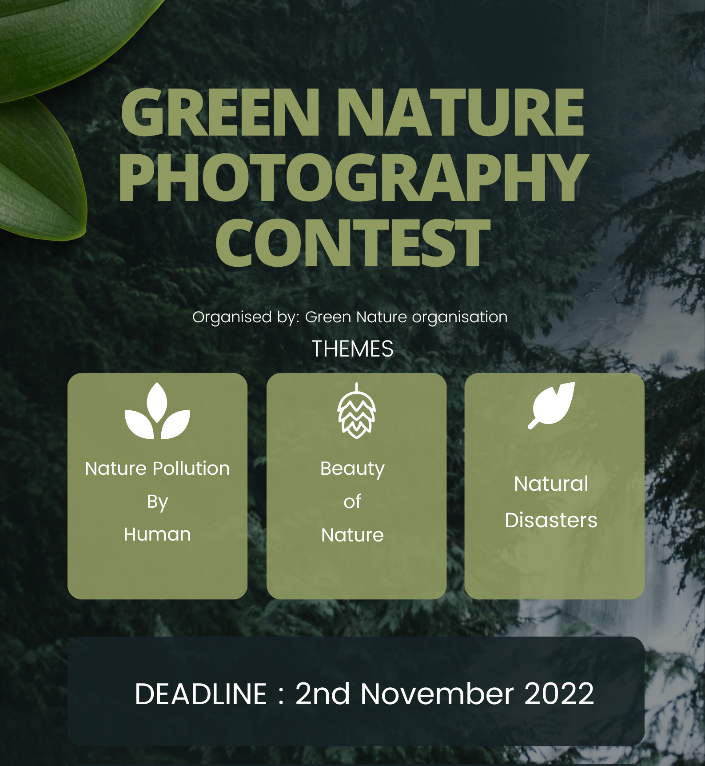 GREEN NATURE
PHOTOGRAPHY
CONTEST
Organised by: Green Nature organisation
THEMES
Nature Pollution
By
Human
Beauty
of
Nature
Natural
Disasters
DEADLINE : 2nd November 2022